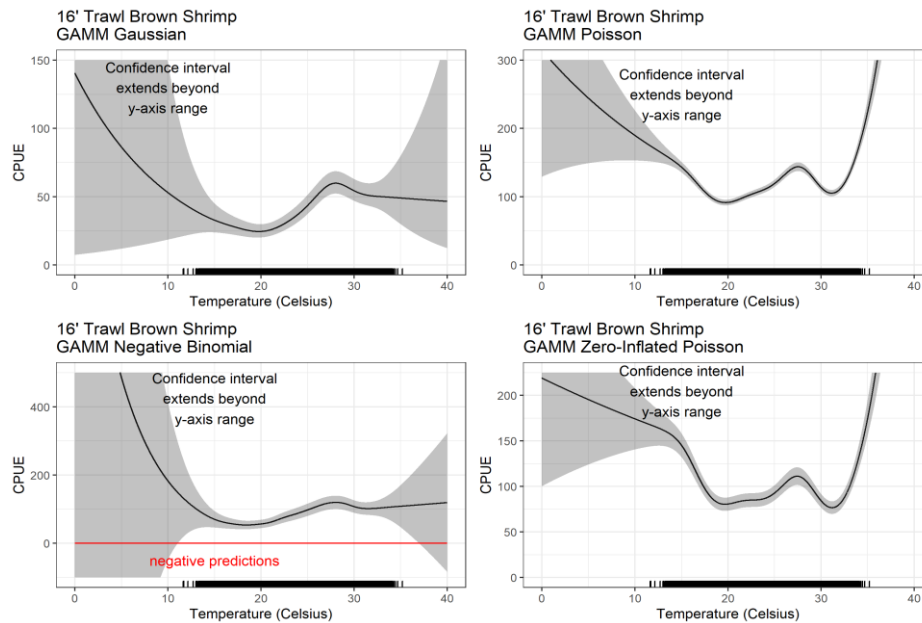 16' Trawl Brown Shrimp
GAMM Gaussian
150
100
50
0
CPUE
Confidence interval
extends beyond
y-axis range
0
10
20
30
40
Temperature (Celsius)
16' Trawl Brown Shrimp
GAMM Poisson
300
200
100
0
CPUE
Confidence interval
extends beyond
y-axis range
0
10
20
30
40
Temperature (Celsius)
16' Trawl Brown Shrimp
GAMM Negative Binomial
400
200
0
CPUE
Confidence interval
extends beyond
y-axis range
negative predictions
0
10
20
30
40
Temperature (Celsius)
16' Trawl Brown Shrimp
GAMM Zero-Inflated Poisson
200
150
100
50
0
CPUE
Confidence interval
extends beyond
y-axis range
0
10
20
30
40
Temperature (Celsius)